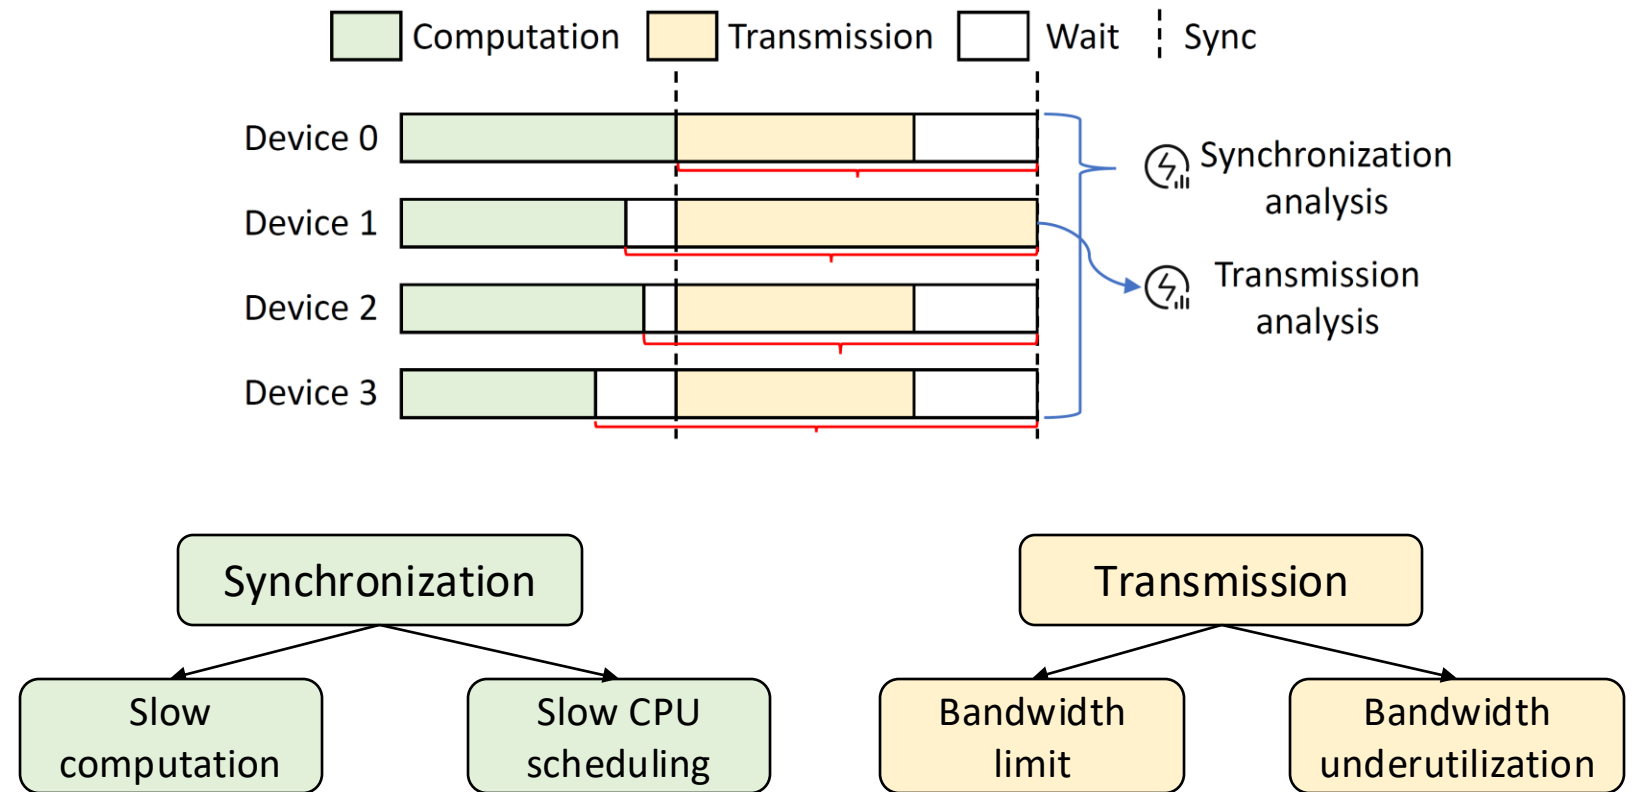 Computation Transmission Wait Sync
Device 0
Synchronization
analysis
Device 1
Transmission
analysis
Device 2
Device 3
Synchronization
Transmission
Slow
computation
Slow CPU
scheduling
Bandwidth
limit
Bandwidth
underutilization